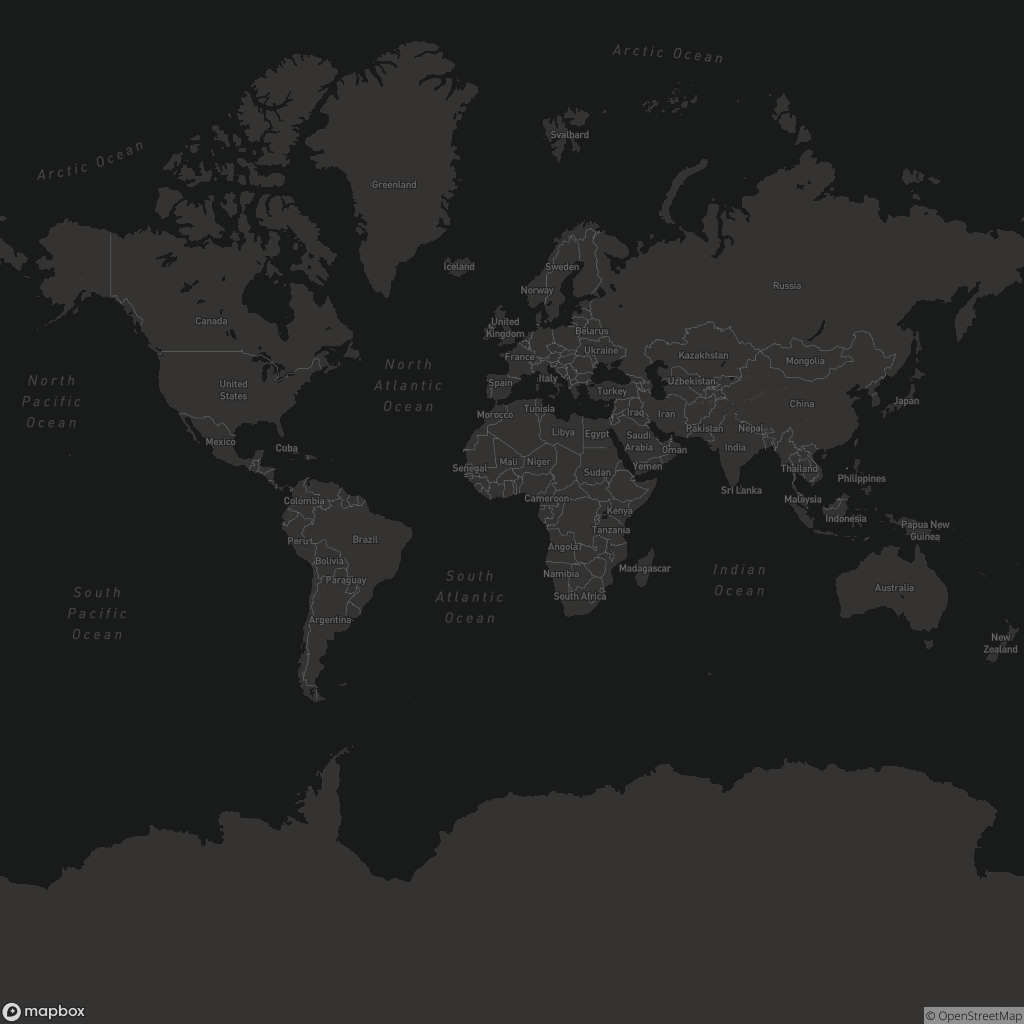 Arctic Ocean
Svalbard
Arctic Ocean
Greenland
Iceland
Sweden
Norway
Russia
Canada
United
Kingdom
Belarus
Ukraine
France
Kazakhstan
Mongolia
North
Pacific
Ocean
United
States
North
Atlantic
Ocean
Spain
Italy
Turkey
Uzbekistan
China
Japan
Morocco
Tunisia
Iraq
Iran
Mexico
Cuba
Libya
Egypt
Saudi
Arabia
Oman
Pakistan
Nepal
India
Senegal
Mali
Niger
Sudan
Yemen
Thailand
Philippines
Sri Lanka
Colombia
Cameroon
Kenya
Malaysia
Indonesia
Peru
Brazil
Tanzania
Papua New
Guinea
Angola
Bolivia
Paraguay
Namibia
Madagascar
South
Pacific
Ocean
South
Atlantic
Ocean
South Africa
Indian
Ocean
Australia
Argentina
New
Zealand
mapbox
© OpenStreetMap